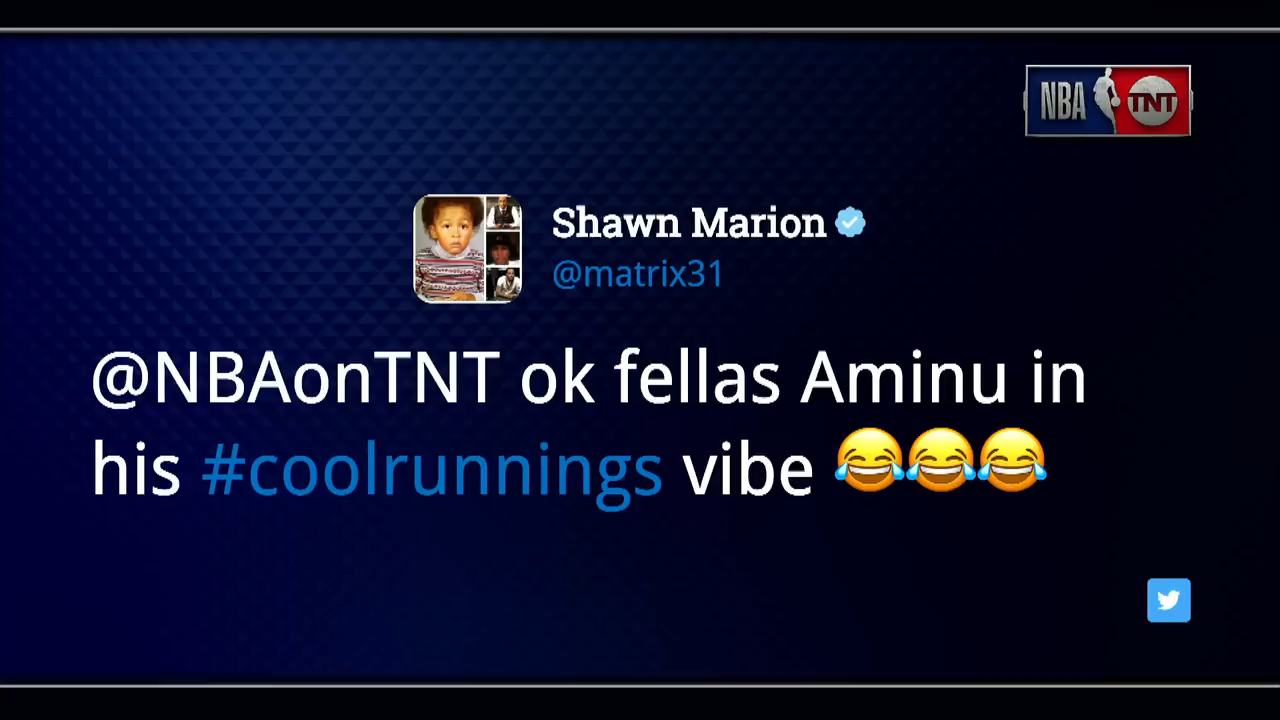 NBA TNT
Shawn Marion
@matrix31
@NBAonTNT ok fellas Aminu in
his #coolrunnings vibe 😂😂😂